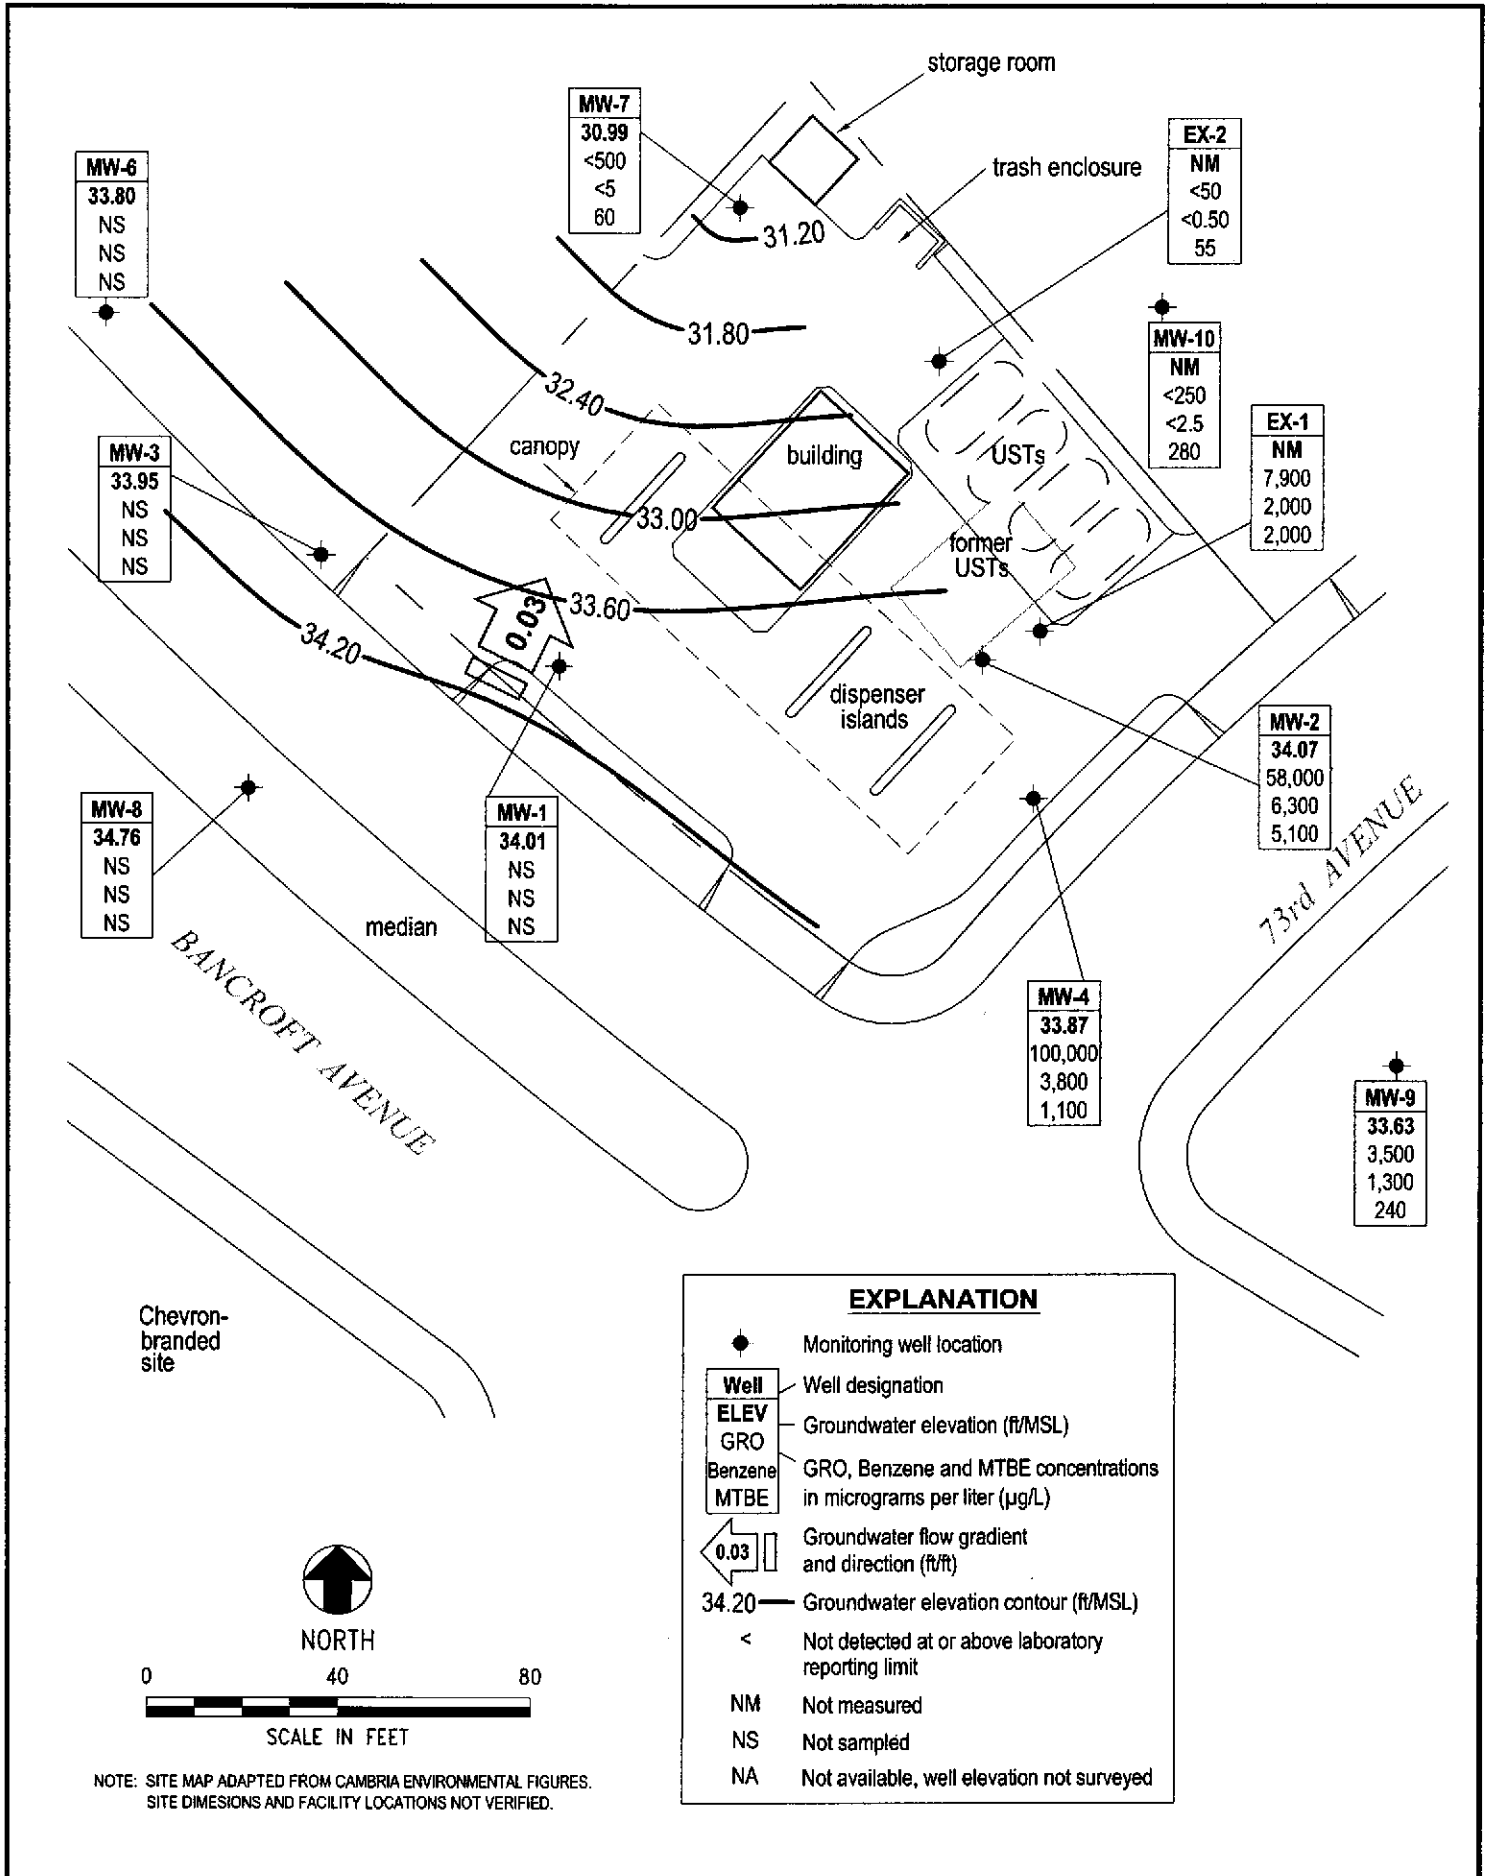 storage room
MW-7
30.99
<500
<5
60
EX-2
NM
<50
<0.50
55
MW-6
33.80
NS
NS
NS
trash enclosure
31.20
MW-10
NM
<250
<2.5
280
31.80
32.40
EX-1
NM
7,900
2,000
2,000
canopy
building
USTs
MW-3
33.95
NS
NS
NS
33.00
former
USTs
33.60
0.03
34.20
dispenser
islands
MW-2
34.07
58,000
6,300
5,100
MW-8
34.76
NS
NS
NS
MW-1
34.01
NS
NS
NS
73rd AVENUE
median
BANCROFT AVENUE
MW-4
33.87
100,000
3,800
1,100
MW-9
33.63
3,500
1,300
240
Chevron-
branded
site
EXPLANATION
Monitoring well location
Well
ELEV
GRO
Benzene
MTBE
Well designation
Groundwater elevation (ft/MSL)
GRO, Benzene and MTBE concentrations
in micrograms per liter (µg/L)
0.03
Groundwater flow gradient
and direction (ft/ft)
34.20
Groundwater elevation contour (ft/MSL)
< Not detected at or above laboratory
reporting limit
NM Not measured
NS Not sampled
NA Not available, well elevation not surveyed
NORTH
0 40 80
SCALE IN FEET
NOTE: SITE MAP ADAPTED FROM CAMBRIA ENVIRONMENTAL FIGURES.
SITE DIMESIONS AND FACILITY LOCATIONS NOT VERIFIED.